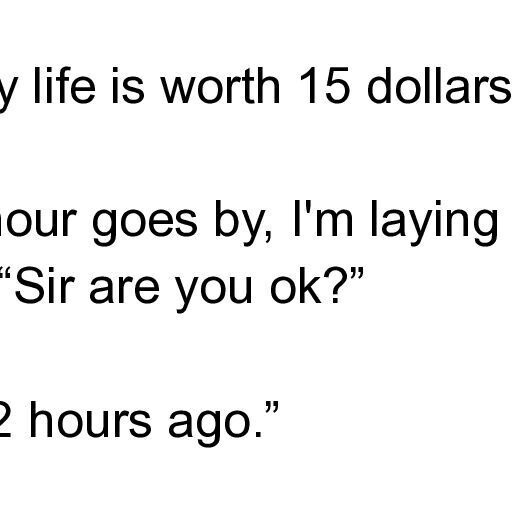 y life is worth 15 dollars
our goes by, I'm laying
“Sir are you ok?”
2 hours ago.”